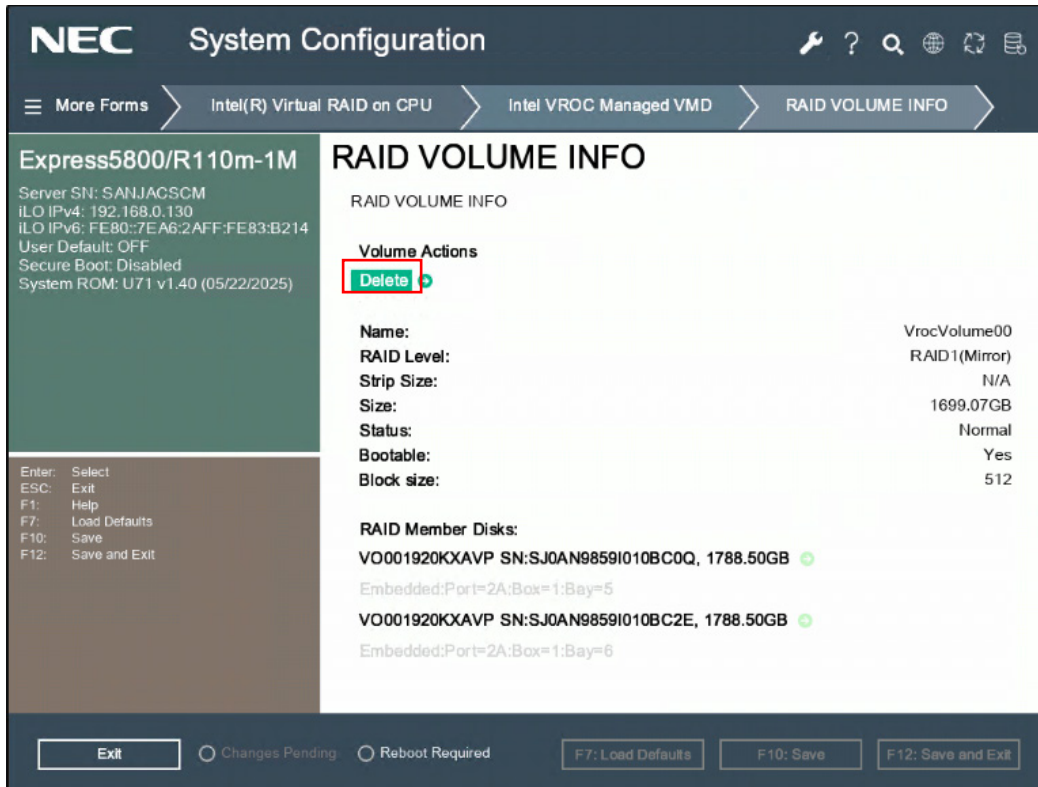 NEC System Configuration
More Forms Intel(R) Virtual RAID on CPU Intel VROC Managed VMD RAID VOLUME INFO
Express5800/R110m-1M
Server SN: SANJACSCM
iLO IPv4: 192.168.0.130
iLO IPv6: FE80::7EA6:2AFF:FE83:B214
User Default: OFF
Secure Boot: Disabled
System ROM: U71 v1.40 (05/22/2025)
Enter: Select
ESC: Exit
F1: Help
F7: Load Defaults
F10: Save
F12: Save and Exit
RAID VOLUME INFO
RAID VOLUME INFO
Volume Actions
Delete
Name: VrocVolume00
RAID Level: RAID1(Mirror)
Strip Size: N/A
Size: 1699.07GB
Status: Normal
Bootable: Yes
Block size: 512
RAID Member Disks:
VO001920KXAVP SN:SJ0AN9859I010BC0Q, 1788.50GB
Embedded:Port=2A:Box=1:Bay=5
VO001920KXAVP SN:SJ0AN9859I010BC2E, 1788.50GB
Embedded:Port=2A:Box=1:Bay=6
Exit Changes Pending Reboot Required F7: Load Defaults F10: Save F12: Save and Exit